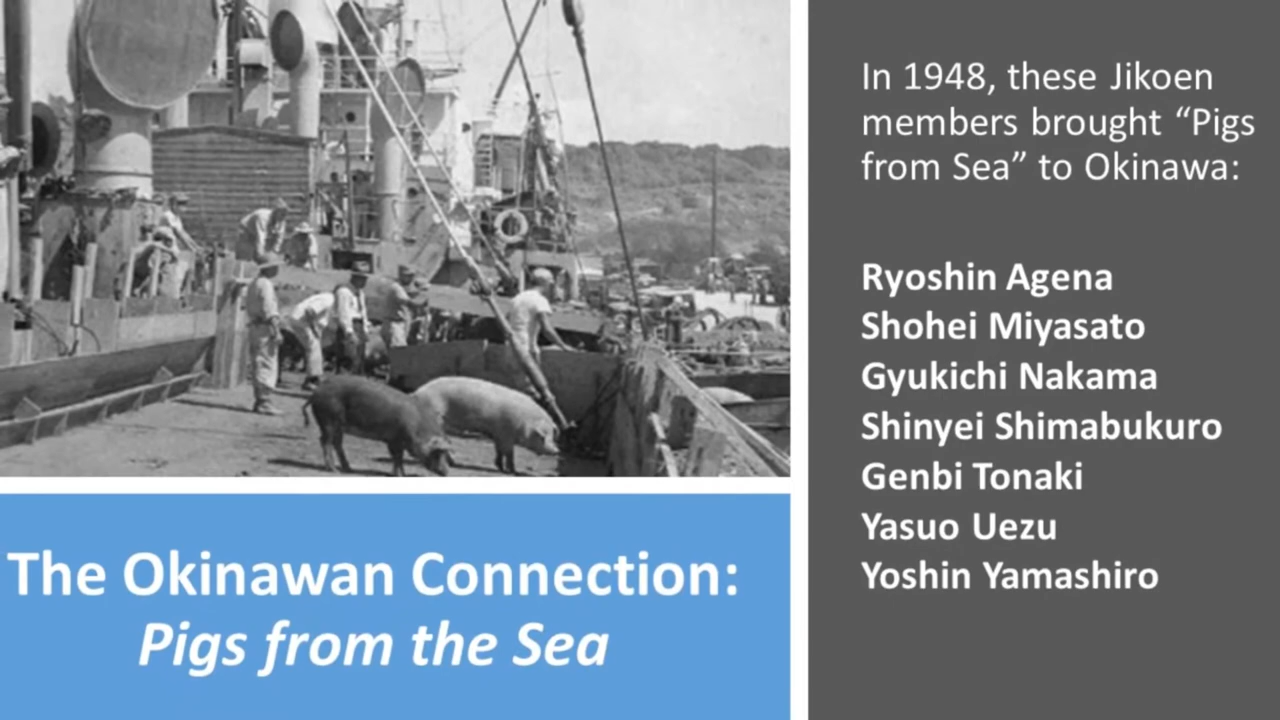 The Okinawan Connection:
Pigs from the Sea
In 1948, these Jikoen
members brought “Pigs
from Sea” to Okinawa:
Ryoshin Agena
Shohei Miyasato
Gyukichi Nakama
Shinyei Shimabukuro
Genbi Tonaki
Yasuo Uezu
Yoshin Yamashiro